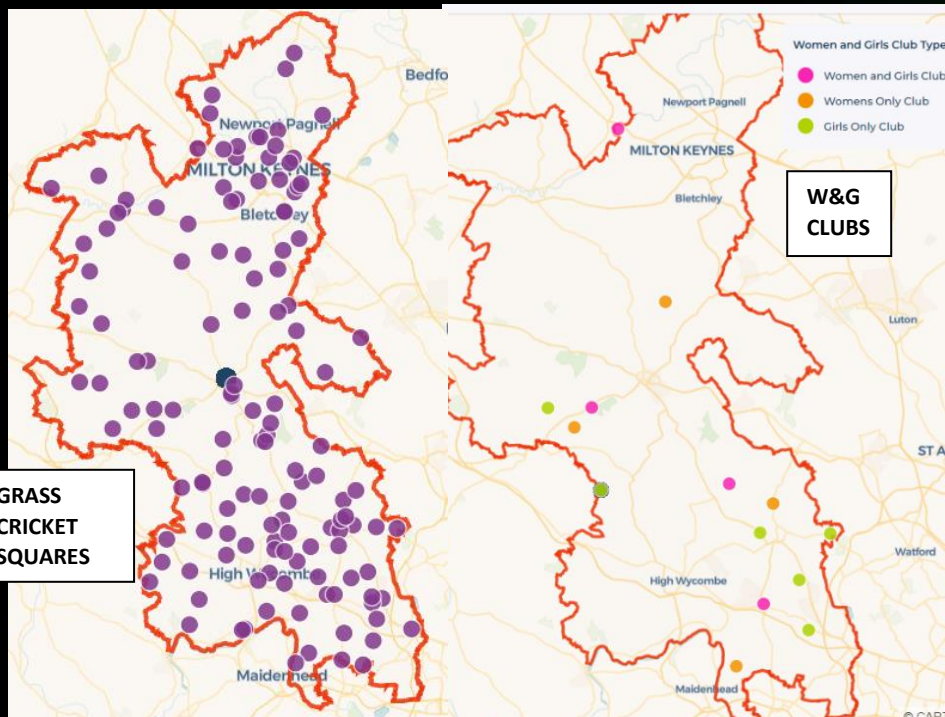 Bedfo
Newport Pagnell
MILTON KEYNES
Bletchley
High Wycombe
Maidenhead
GRASS
CRICKET
SQUARES
Women and Girls Club Type
Women and Girls Club
Womens Only Club
Girls Only Club
W&G
CLUBS
Newport Pagnell
MILTON KEYNES
Bletchley
Luton
ST A
Watford
High Wycombe
Maidenhead
© CART